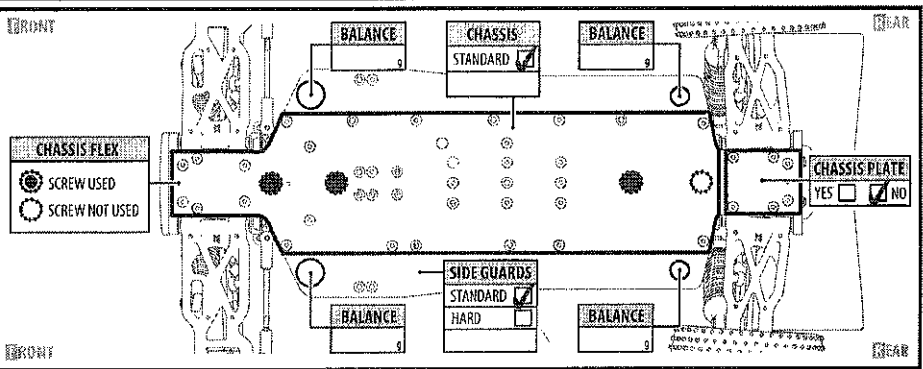 FRONT
REAR
BALANCE
g
CHASSIS
STANDARD
BALANCE
g
CHASSIS FLEX
SCREW USED
SCREW NOT USED
CHASSIS PLATE
YES NO
SIDE GUARDS
STANDARD
HARD
BALANCE
g
BALANCE
g
FRONT
REAR